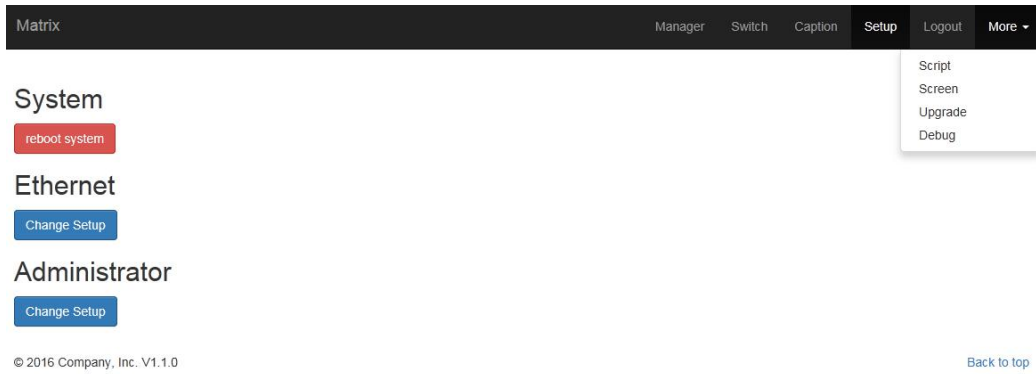 Matrix Manager Switch Caption Setup Logout More
Script
Screen
Upgrade
Debug
System
reboot system
Ethernet
Change Setup
Administrator
Change Setup
© 2016 Company, Inc. V1.1.0 Back to top